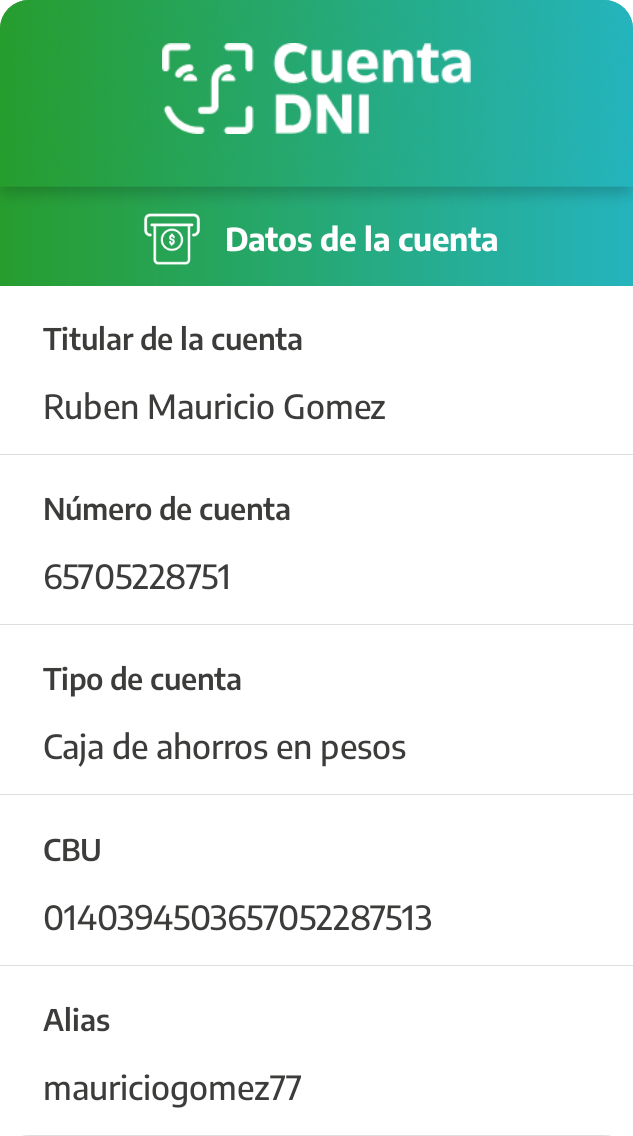 Cuenta
DNI
Datos de la cuenta
Titular de la cuenta
Ruben Mauricio Gomez
Número de cuenta
65705228751
Tipo de cuenta
Caja de ahorros en pesos
CBU
0140394503657052287513
Alias
mauriciogomez77